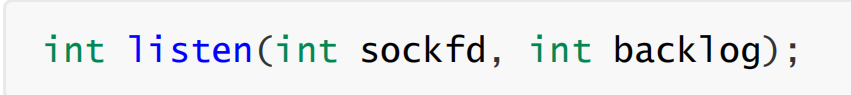 int listen(int sockfd, int backlog);